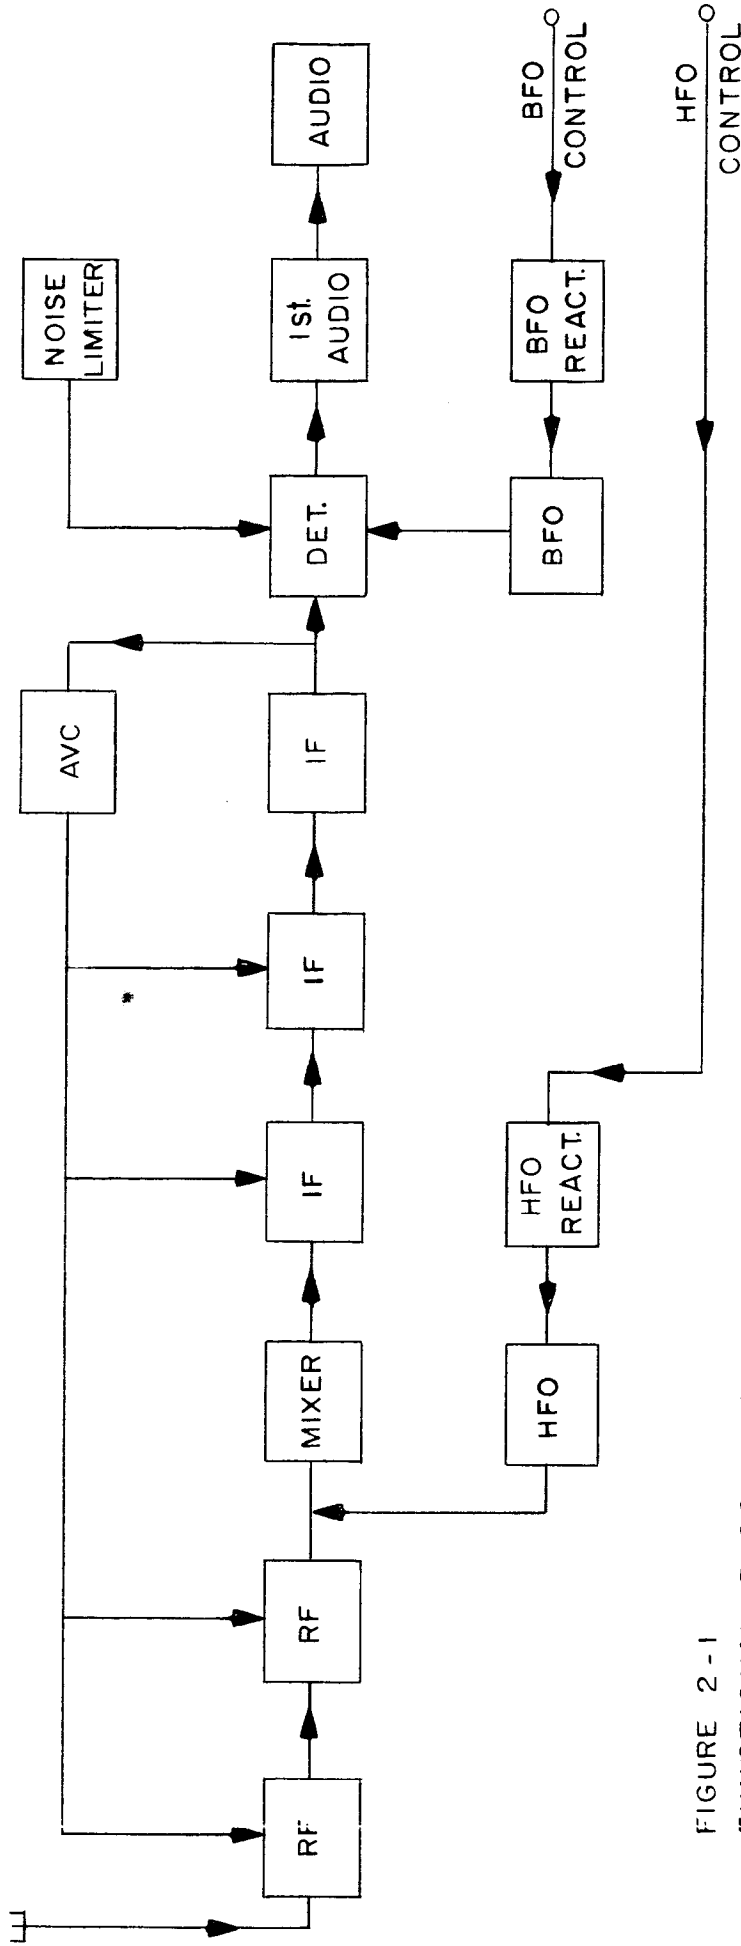 NOISE
LIMITER
AVC
RF
RF
MIXER
IF
IF
IF
DET.
1st.
AUDIO
AUDIO
HFO
HFO
REACT.
BFO
BFO
REACT.
BFO
CONTROL
HFO
CONTROL
FIGURE 2-1